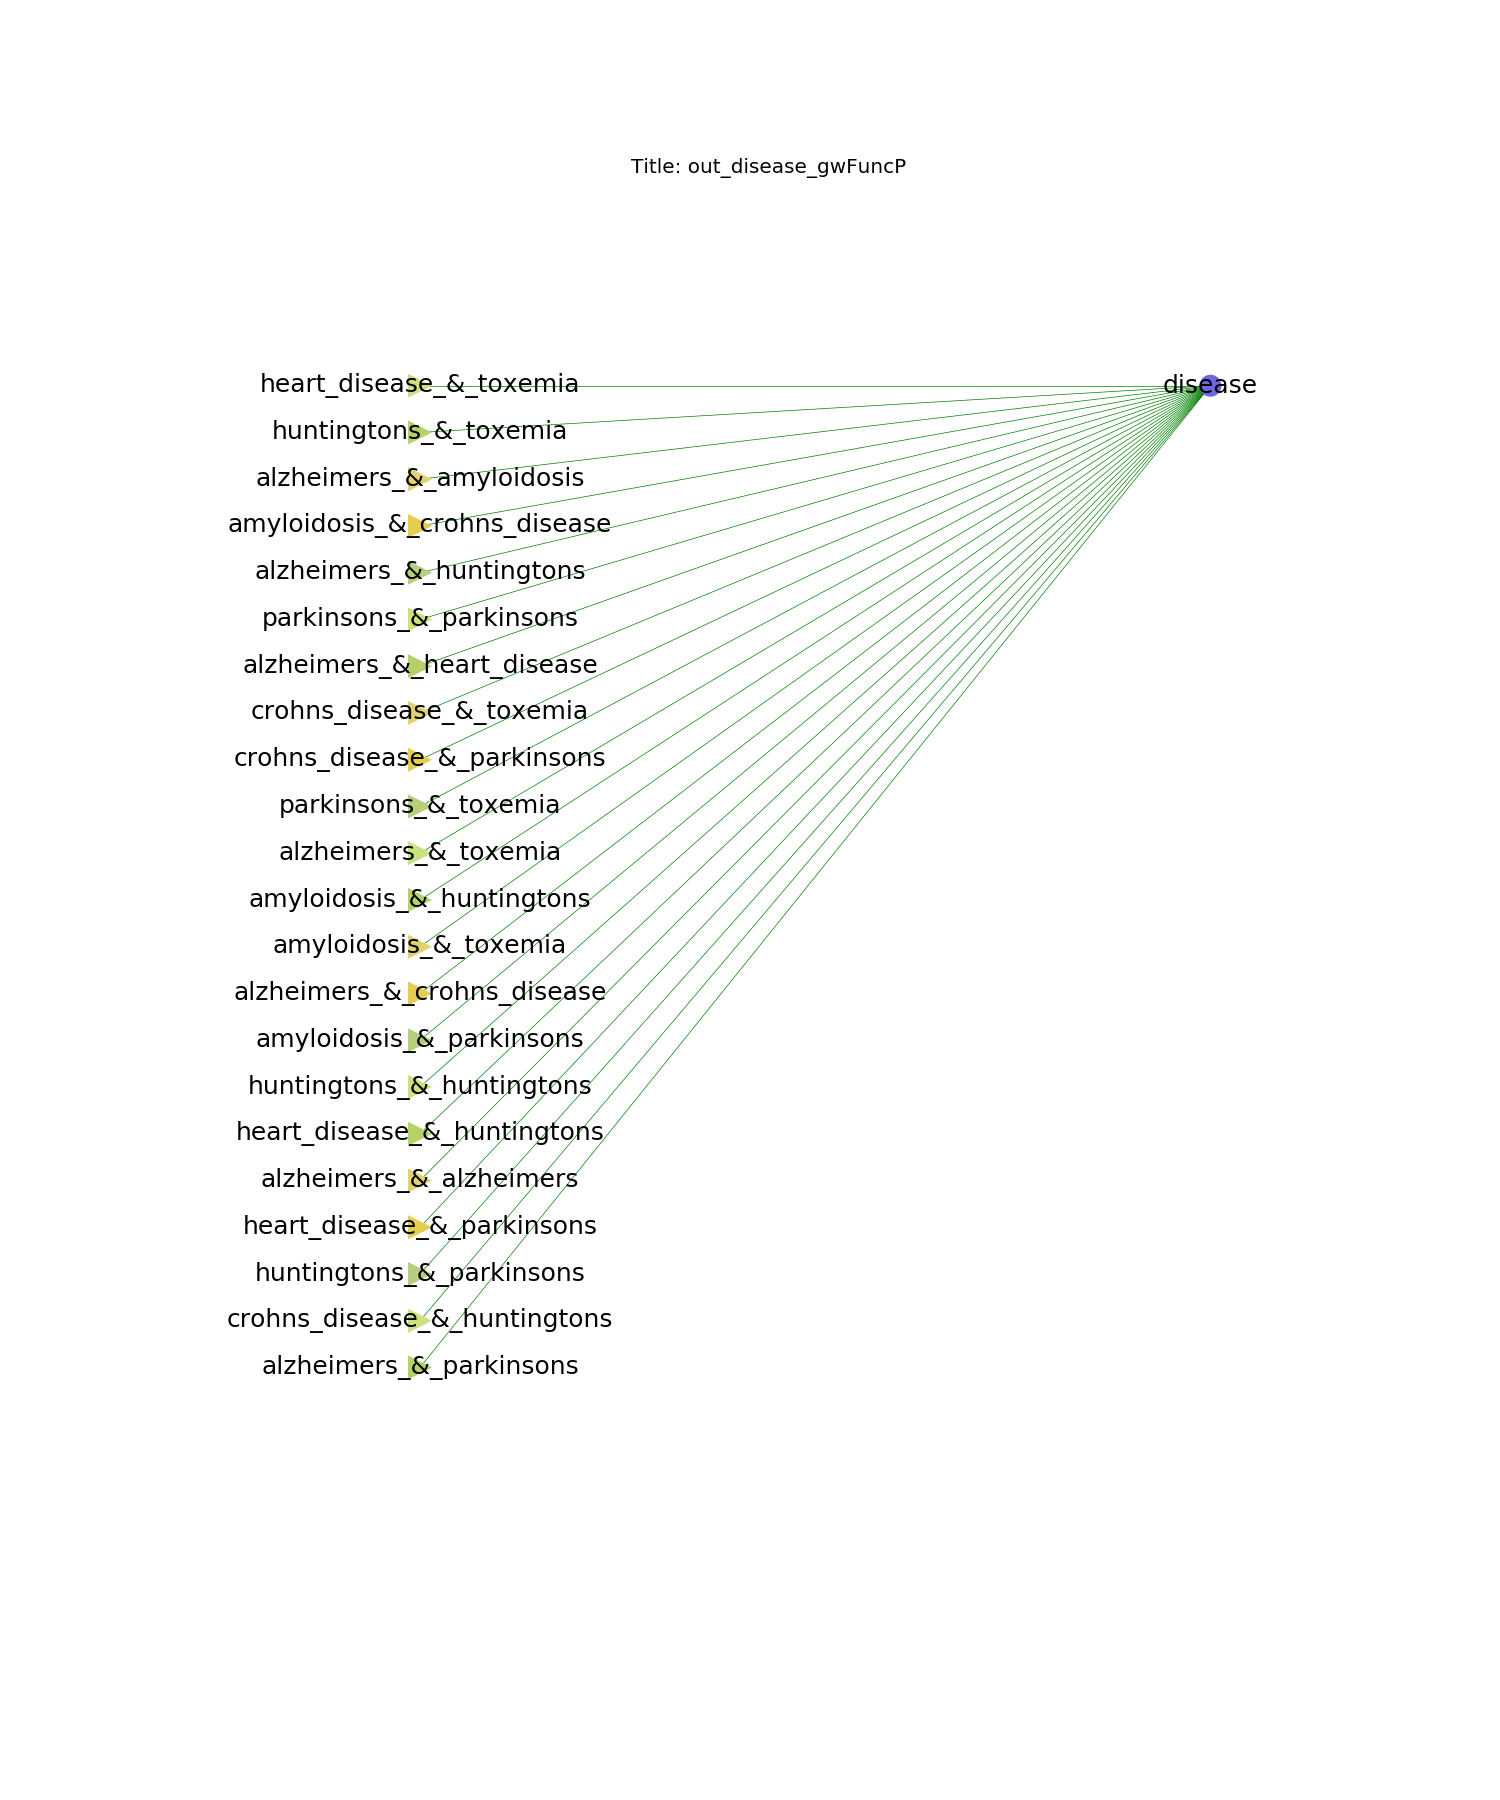 Title: out_disease_gwFuncP
heart_disease_&_toxemia
disease
huntingtons_&_toxemia
alzheimers_&_amyloidosis
amyloidosis_&_crohns_disease
alzheimers_&_huntingtons
parkinsons_&_parkinsons
alzheimers_&_heart_disease
crohns_disease_&_toxemia
crohns_disease_&_parkinsons
parkinsons_&_toxemia
alzheimers_&_toxemia
amyloidosis_&_huntingtons
amyloidosis_&_toxemia
alzheimers_&_crohns_disease
amyloidosis_&_parkinsons
huntingtons_&_huntingtons
heart_disease_&_huntingtons
alzheimers_&_alzheimers
heart_disease_&_parkinsons
huntingtons_&_parkinsons
crohns_disease_&_huntingtons
alzheimers_&_parkinsons